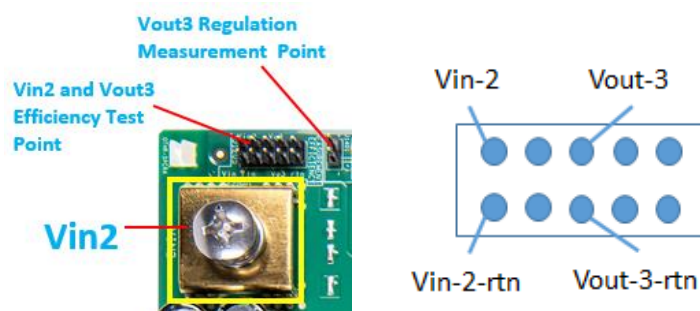 Vout3 Regulation
Measurement Point
Vin2 and Vout3
Efficiency Test
Point
Vin2
Vin-2
Vout-3
Vin-2-rtn
Vout-3-rtn